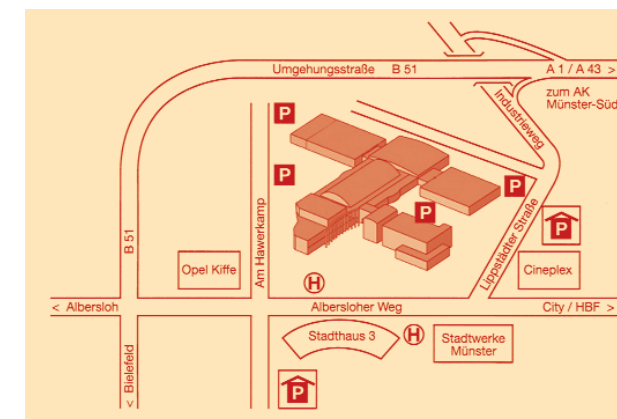 Umgehungsstraße B 51
A 1 / A 43 >
zum AK
Münster-Süd
Industrieweg
P
P
P
P
P
B 51
Am Hawerkamp
Lippstädter Straße
Opel Kiffe
Cineplex
H
< Albersloh
Albersloher Weg
City / HBF >
Stadthaus 3
H
Stadtwerke
Münster
< Bielefeld
P